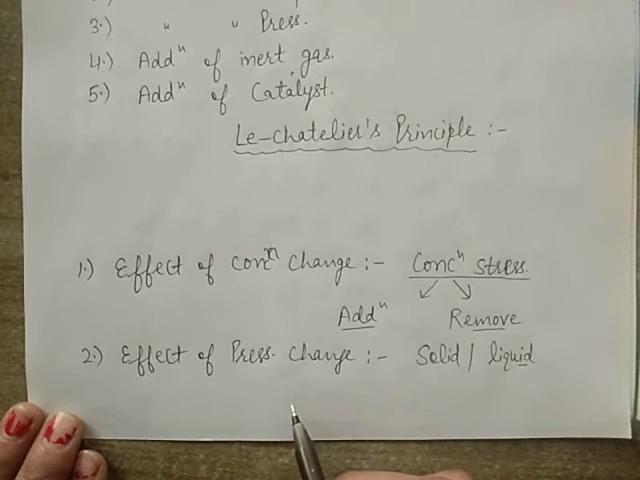 3.) " " Press.
4.) Addⁿ of inert gas.
5.) Addⁿ of Catalyst.
Le-chatelier's Principle :-
1.) Effect of concⁿ Change :- Concⁿ stress.
Addⁿ Remove
2.) Effect of Press. change :- Solid / liquid